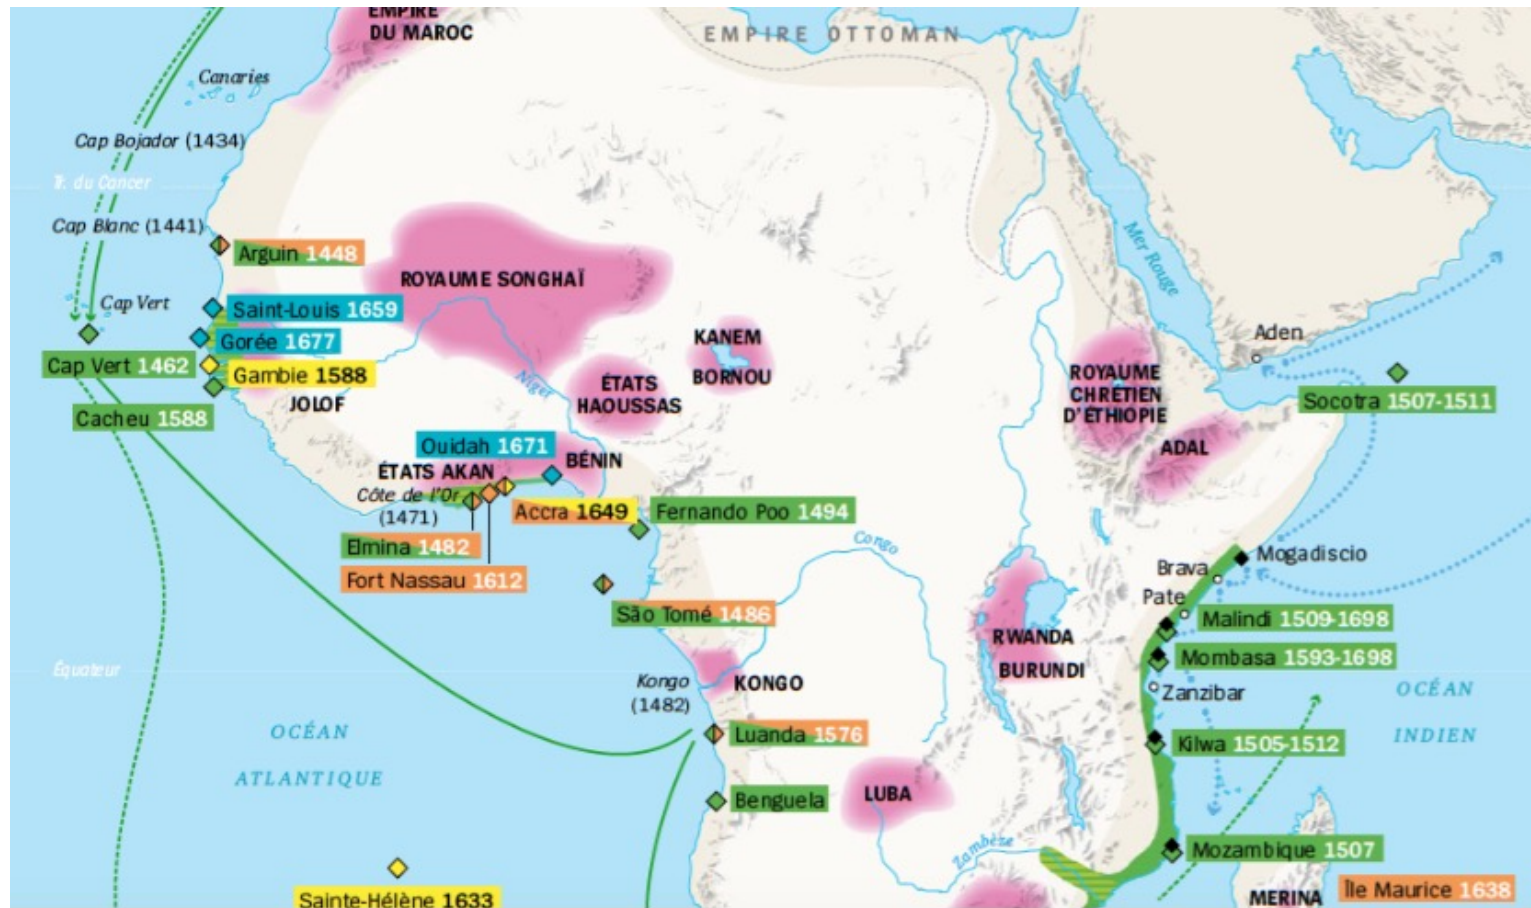 EMPIRE
DU MAROC
EMPIRE OTTOMAN
Canaries
Cap Bojador (1434)
Tr. du Cancer
Cap Blanc (1441)
Arguin 1448
Mer Rouge
ROYAUME SONGHAÏ
Cap Vert
Saint-Louis 1659
Gorée 1677
Cap Vert 1462
Gambie 1588
JOLOF
Cacheu 1588
KANEM
BORNOU
Niger
ÉTATS
HAOUSSAS
Aden
ROYAUME
CHRÉTIEN
D'ÉTHIOPIE
Socotra 1507-1511
ADAL
Ouidah 1671
BÉNIN
ÉTATS AKAN
Côte de l'Or
(1471)
Accra 1649
Fernando Poo 1494
Elmina 1482
Fort Nassau 1612
Congo
Mogadiscio
Brava
Pate
São Tomé 1486
Malindi 1509-1698
RWANDA
BURUNDI
Mombasa 1593-1698
Équateur
Kongo
(1482)
KONGO
Zanzibar
OCÉAN
INDIEN
OCÉAN
ATLANTIQUE
Luanda 1576
Kilwa 1505-1512
Benguela
LUBA
Zambèze
Mozambique 1507
Sainte-Hélène 1633
MERINA
Île Maurice 1638